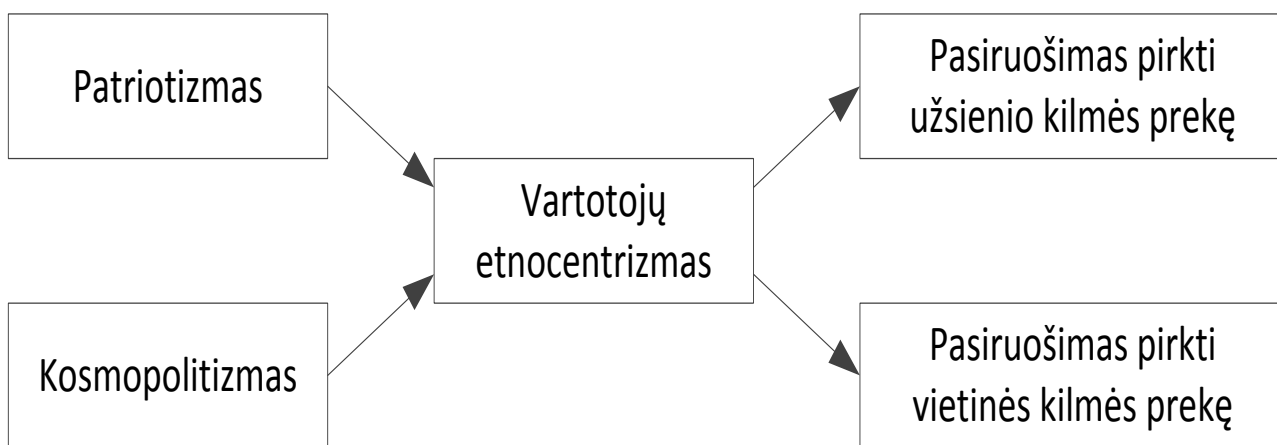 Patriotizmas
Kosmopolitizmas
Vartotojų
etnocentrizmas
Pasiruošimas pirkti
užsienio kilmės prekę
Pasiruošimas pirkti
vietinės kilmės prekę